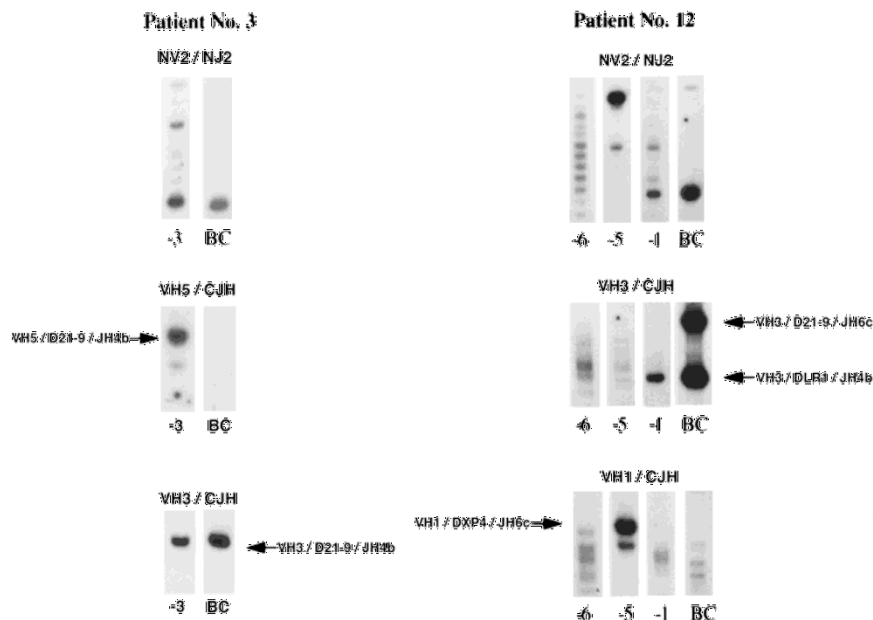 Patient No. 3
NV2 / NJ2
-3 BC
VH5 / CJH
VH5 / D21-9 / JH4b
-3 BC
VH3 / CJH
VH3 / D21-9 / JH4b
-3 BC
Patient No. 12
NV2 / NJ2
-6 -5 -1 BC
VH3 / CJH
VH3 / D21-9 / JH6c
VH3 / DLR1 / JH4b
-6 -5 -1 BC
VH1 / CJH
VH1 / DXP4 / JH6c
-6 -5 -1 BC